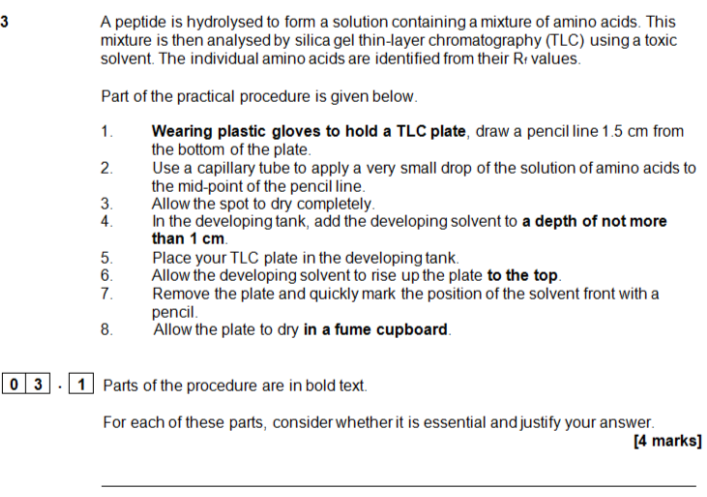 3 A peptide is hydrolysed to form a solution containing a mixture of amino acids. This
mixture is then analysed by silica gel thin-layer chromatography (TLC) using a toxic
solvent. The individual amino acids are identified from their Rf values.
Part of the practical procedure is given below.
1. Wearing plastic gloves to hold a TLC plate, draw a pencil line 1.5 cm from
the bottom of the plate.
2. Use a capillary tube to apply a very small drop of the solution of amino acids to
the mid-point of the pencil line.
3. Allow the spot to dry completely.
4. In the developing tank, add the developing solvent to a depth of not more
than 1 cm.
5. Place your TLC plate in the developing tank.
6. Allow the developing solvent to rise up the plate to the top.
7. Remove the plate and quickly mark the position of the solvent front with a
pencil.
8. Allow the plate to dry in a fume cupboard.
0 3 . 1 Parts of the procedure are in bold text.
For each of these parts, consider whether it is essential and justify your answer.
[4 marks]